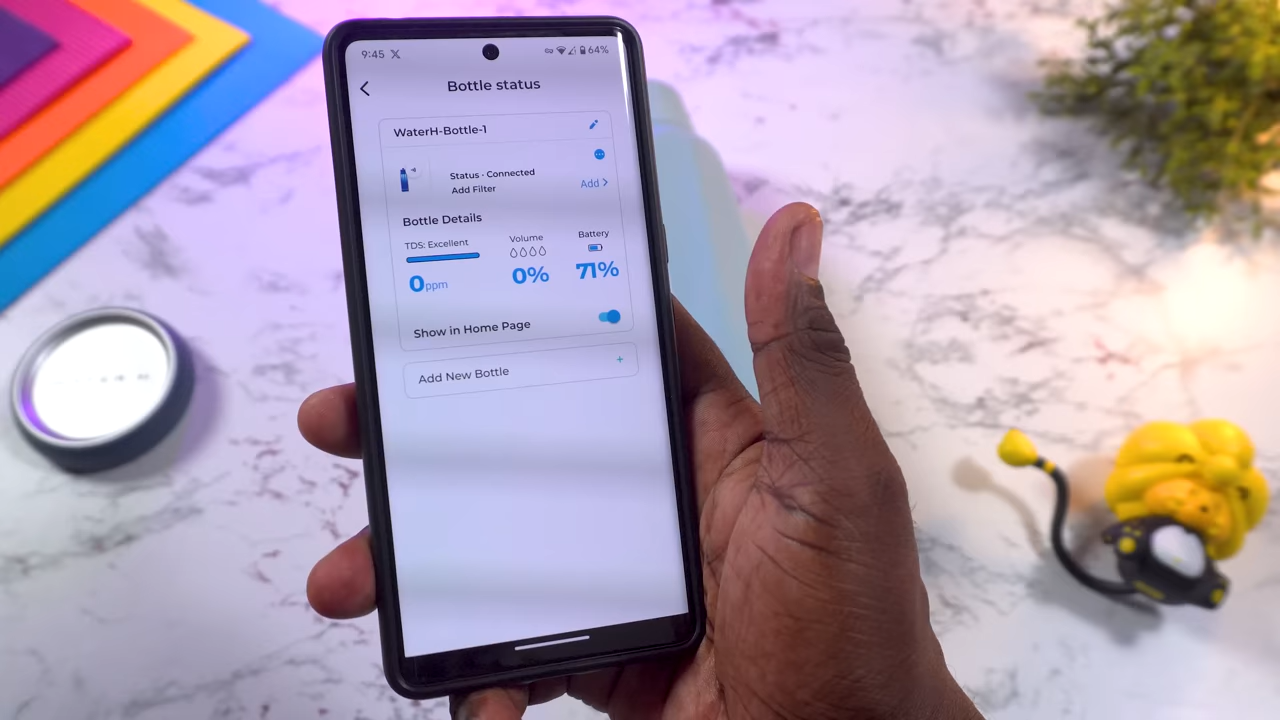 9:45 X 64%
Bottle status
WaterH-Bottle-1
Status · Connected
Add Filter
Add
Bottle Details
TDS: Excellent
Volume
Battery
0ppm
0%
71%
Show in Home Page
Add New Bottle +